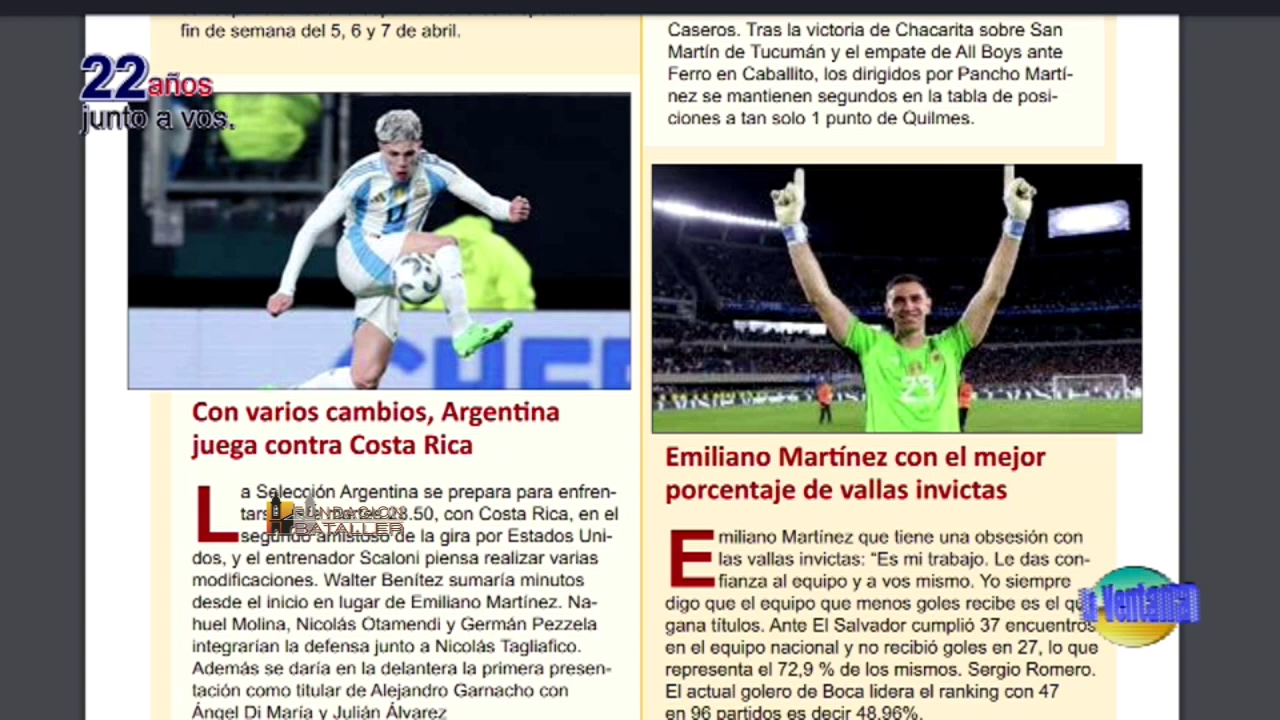 fin de semana del 5, 6 y 7 de abril.
22 años
junto a vos.
Con varios cambios, Argentina
juega contra Costa Rica
La Selección Argentina se prepara para enfren-
23.50, con Costa Rica, en el
segundo amistoso de la gira por Estados Uni-
dos, y el entrenador Scaloni piensa realizar varias
modificaciones. Walter Benítez sumaría minutos
desde el inicio en lugar de Emiliano Martínez. Na-
huel Molina, Nicolás Otamendi y Germán Pezzela
integrarían la defensa junto a Nicolás Tagliafico.
Además se daría en la delantera la primera presen-
tación como titular de Alejandro Garnacho con
Ángel Di María y Julián Álvarez
FUNDACION
BATALLER
Caseros. Tras la victoria de Chacarita sobre San
Martín de Tucumán y el empate de All Boys ante
Ferro en Caballito, los dirigidos por Pancho Martí-
nez se mantienen segundos en la tabla de posi-
ciones a tan solo 1 punto de Quilmes.
23
Emiliano Martínez con el mejor
porcentaje de vallas invictas
Emiliano Martínez que tiene una obsesión con
las vallas invictas: “Es mi trabajo. Le das con-
fianza al equipo y a vos mismo. Yo siempre
digo que el equipo que menos goles recibe es el que
gana títulos. Ante El Salvador cumplió 37 encuentros
en el equipo nacional y no recibió goles en 27, lo que
representa el 72,9 % de los mismos. Sergio Romero.
El actual golero de Boca lidera el ranking con 47
en 96 partidos es decir 48,96%.
la Ventana